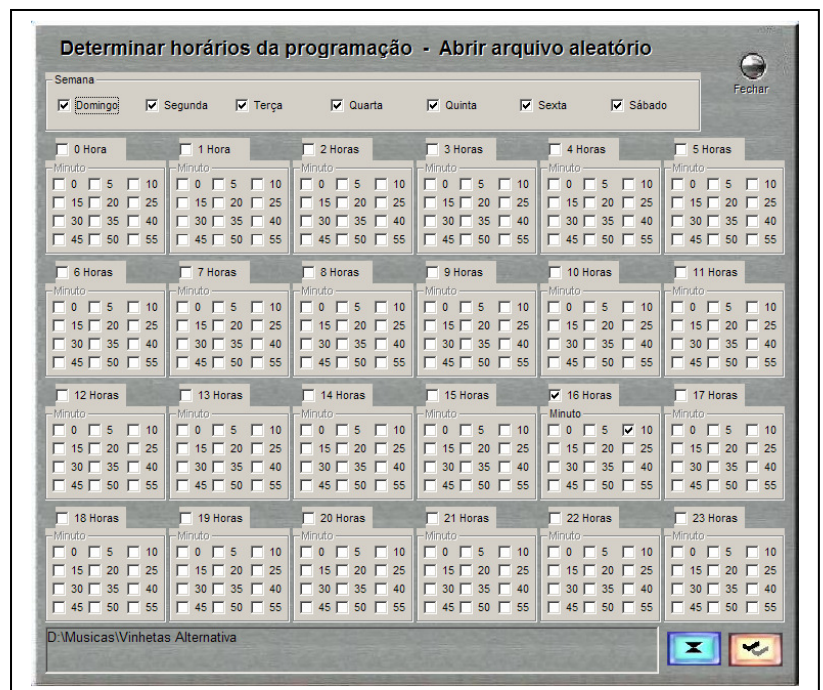 Determinar horários da programação - Abrir arquivo aleatório
Fechar
Semana
Domingo Segunda Terça Quarta Quinta Sexta Sábado
0 Hora 1 Hora 2 Horas 3 Horas 4 Horas 5 Horas
Minuto Minuto Minuto Minuto Minuto Minuto
0 5 10 0 5 10 0 5 10 0 5 10 0 5 10 0 5 10
15 20 25 15 20 25 15 20 25 15 20 25 15 20 25 15 20 25
30 35 40 30 35 40 30 35 40 30 35 40 30 35 40 30 35 40
45 50 55 45 50 55 45 50 55 45 50 55 45 50 55 45 50 55
6 Horas 7 Horas 8 Horas 9 Horas 10 Horas 11 Horas
Minuto Minuto Minuto Minuto Minuto Minuto
0 5 10 0 5 10 0 5 10 0 5 10 0 5 10 0 5 10
15 20 25 15 20 25 15 20 25 15 20 25 15 20 25 15 20 25
30 35 40 30 35 40 30 35 40 30 35 40 30 35 40 30 35 40
45 50 55 45 50 55 45 50 55 45 50 55 45 50 55 45 50 55
12 Horas 13 Horas 14 Horas 15 Horas 16 Horas 17 Horas
Minuto Minuto Minuto Minuto Minuto Minuto
0 5 10 0 5 10 0 5 10 0 5 10 0 5 10 0 5 10
15 20 25 15 20 25 15 20 25 15 20 25 15 20 25 15 20 25
30 35 40 30 35 40 30 35 40 30 35 40 30 35 40 30 35 40
45 50 55 45 50 55 45 50 55 45 50 55 45 50 55 45 50 55
18 Horas 19 Horas 20 Horas 21 Horas 22 Horas 23 Horas
Minuto Minuto Minuto Minuto Minuto Minuto
0 5 10 0 5 10 0 5 10 0 5 10 0 5 10 0 5 10
15 20 25 15 20 25 15 20 25 15 20 25 15 20 25 15 20 25
30 35 40 30 35 40 30 35 40 30 35 40 30 35 40 30 35 40
45 50 55 45 50 55 45 50 55 45 50 55 45 50 55 45 50 55
D:\Musicas\Vinhetas Alternativa